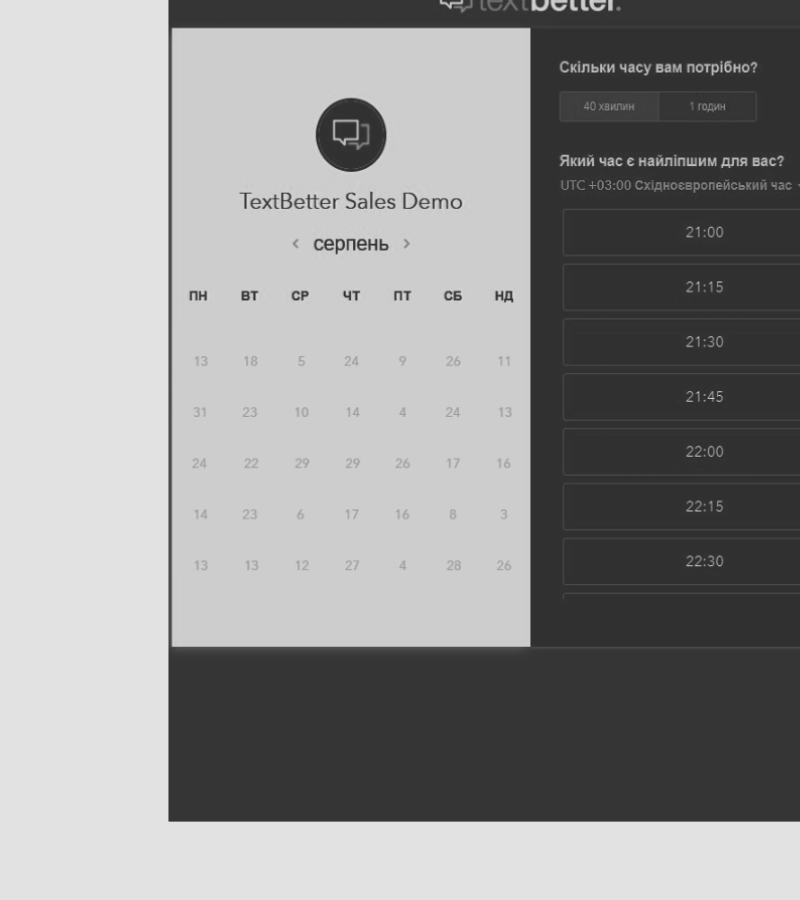 textbetter.
TextBetter Sales Demo
< серпень >
ПН ВТ СР ЧТ ПТ СБ НД
13 18 5 24 9 26 11
31 23 10 14 4 24 13
24 22 29 29 26 17 16
14 23 6 17 16 8 3
13 13 12 27 4 28 26
Скільки часу вам потрібно?
40 хвилин 1 годин
Який час є найліпшим для вас?
UTC +03:00 Східноєвропейський час
21:00
21:15
21:30
21:45
22:00
22:15
22:30